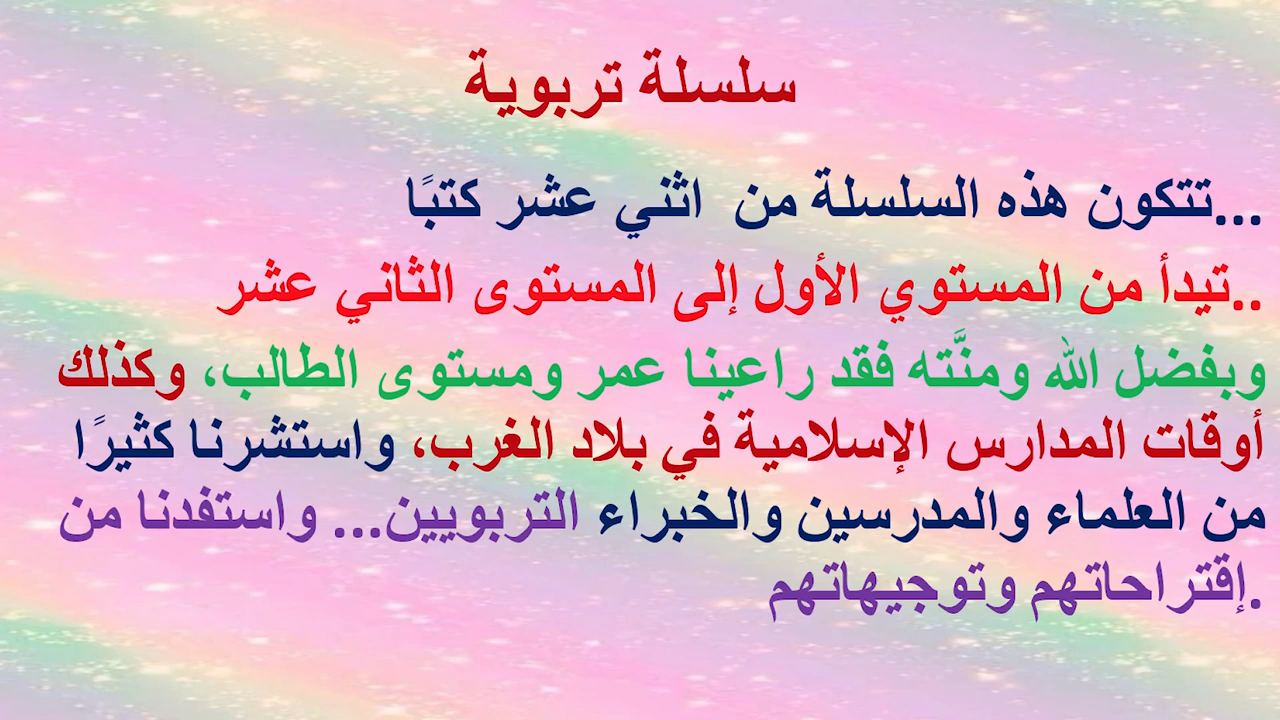 سلسلة تربوية
...تتكون هذه السلسلة من اثني عشر كتبًا
..تيدأ من المستوي الأول إلى المستوى الثاني عشر
وبفضل الله ومنَّته فقد راعينا عمر ومستوى الطالب، وكذلك
أوقات المدارس الإسلامية في بلاد الغرب، واستشرنا كثيرًا
من العلماء والمدرسين والخبراء التربويين... واستفدنا من
.إقتراحاتهم وتوجيهاتهم